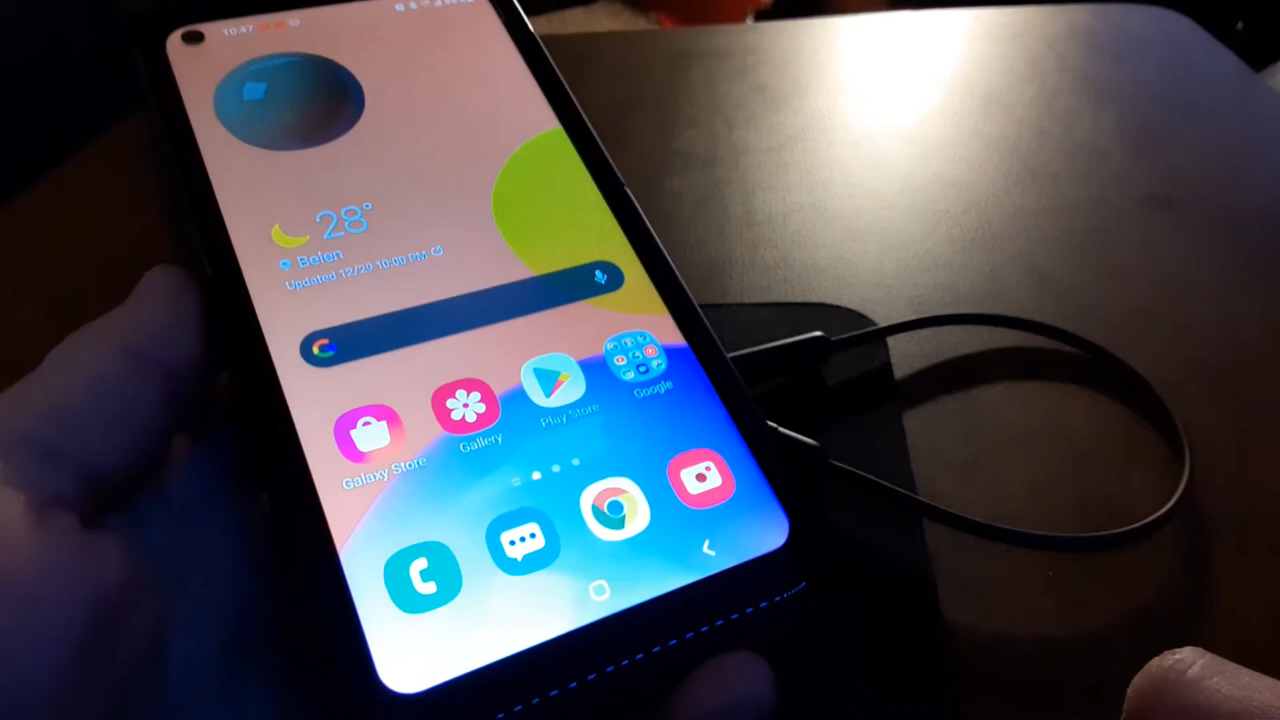 10:47
28°
Belen
Updated 12/29 10:00 PM
Galaxy Store
Gallery
Play Store
Google